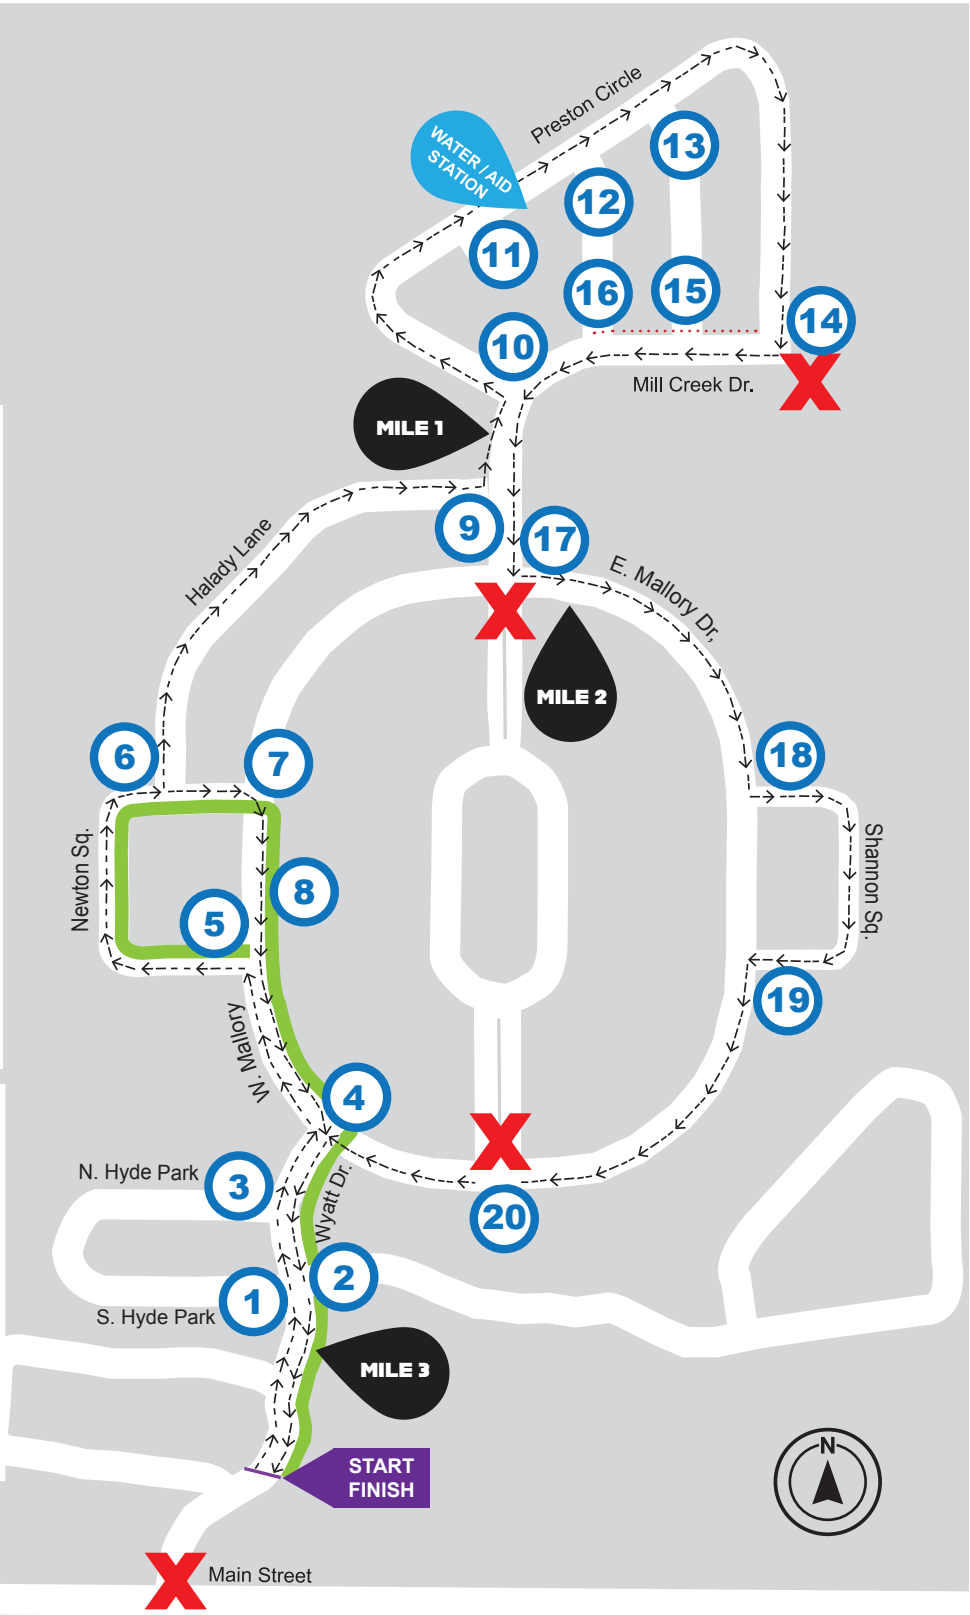 Preston Circle
WATER / AID
STATION
13
12
11
16
15
14
10
Mill Creek Dr.
MILE 1
9
17
Halady Lane
E. Mallory Dr,
MILE 2
6
7
18
Newton Sq.
8
5
Shannon Sq.
19
W. Mallory
4
N. Hyde Park
3
Wyatt Dr.
20
2
1
S. Hyde Park
MILE 3
START
FINISH
N
Main Street